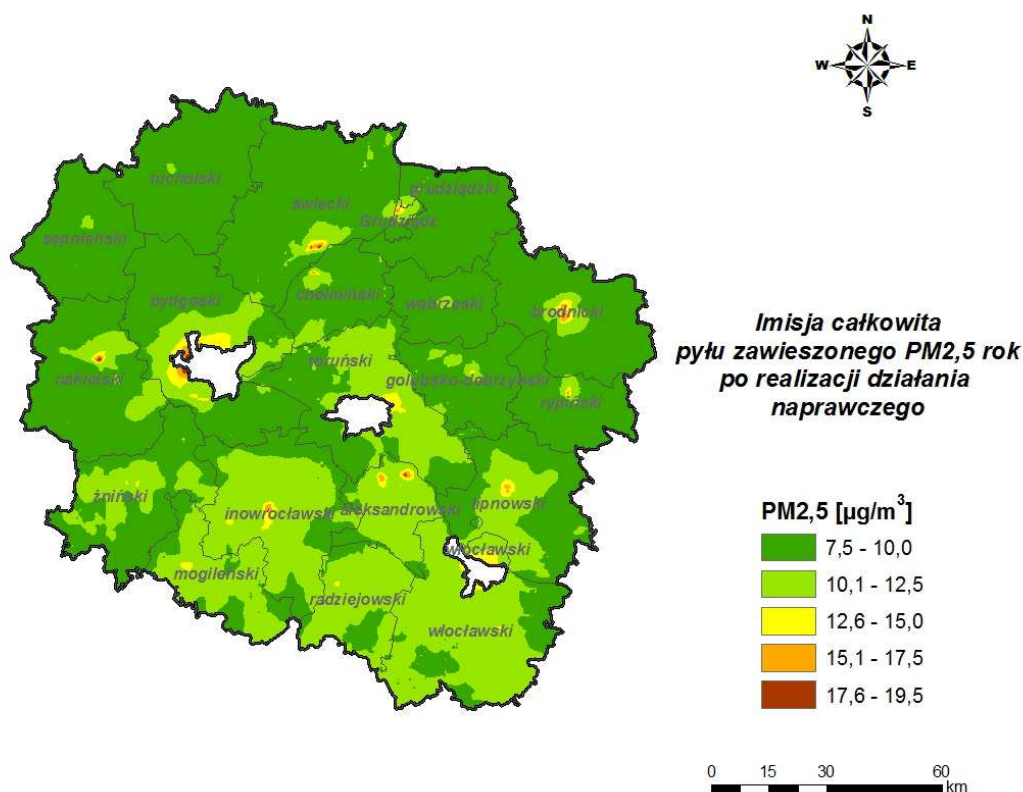 N
W E
S
tucholski
grudziądzki
świecki
Grudziądz
sępoleński
bydgoski
chełmiński
wąbrzeski
brodnicki
Imisja całkowita
pyłu zawieszonego PM2,5 rok
po realizacji działania
naprawczego
nakielski
toruński
golubsko-dobrzyński
rypiński
żniński
inowrocławski
aleksandrowski
lipnowski
włocławski
mogileński
radziejowski
włocławski
PM2,5 [µg/m³]
7,5 - 10,0
10,1 - 12,5
12,6 - 15,0
15,1 - 17,5
17,6 - 19,5
0 15 30 60
km